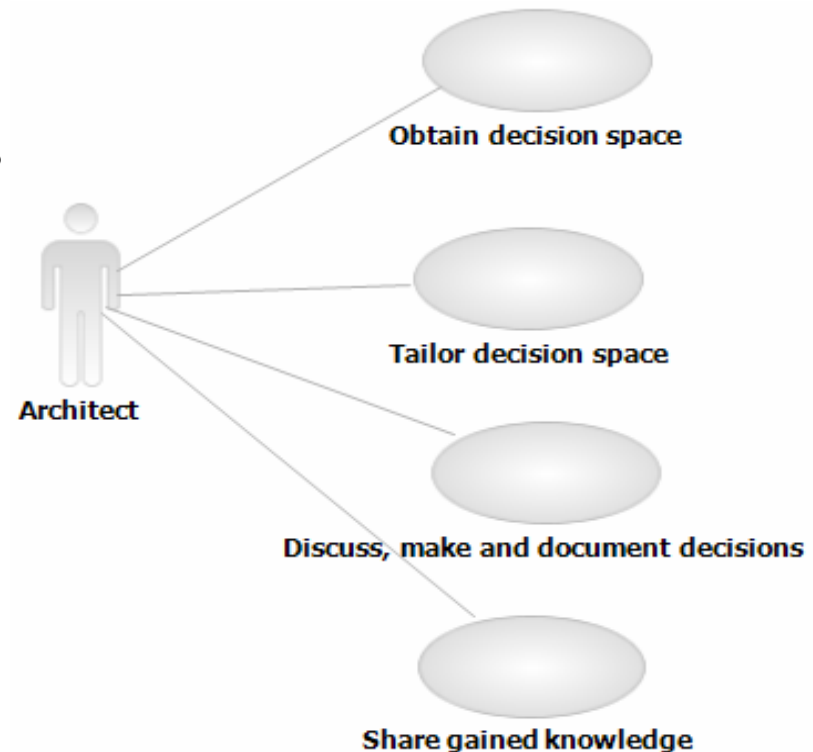 Obtain decision space
Tailor decision space
Architect
Discuss, make and document decisions
Share gained knowledge